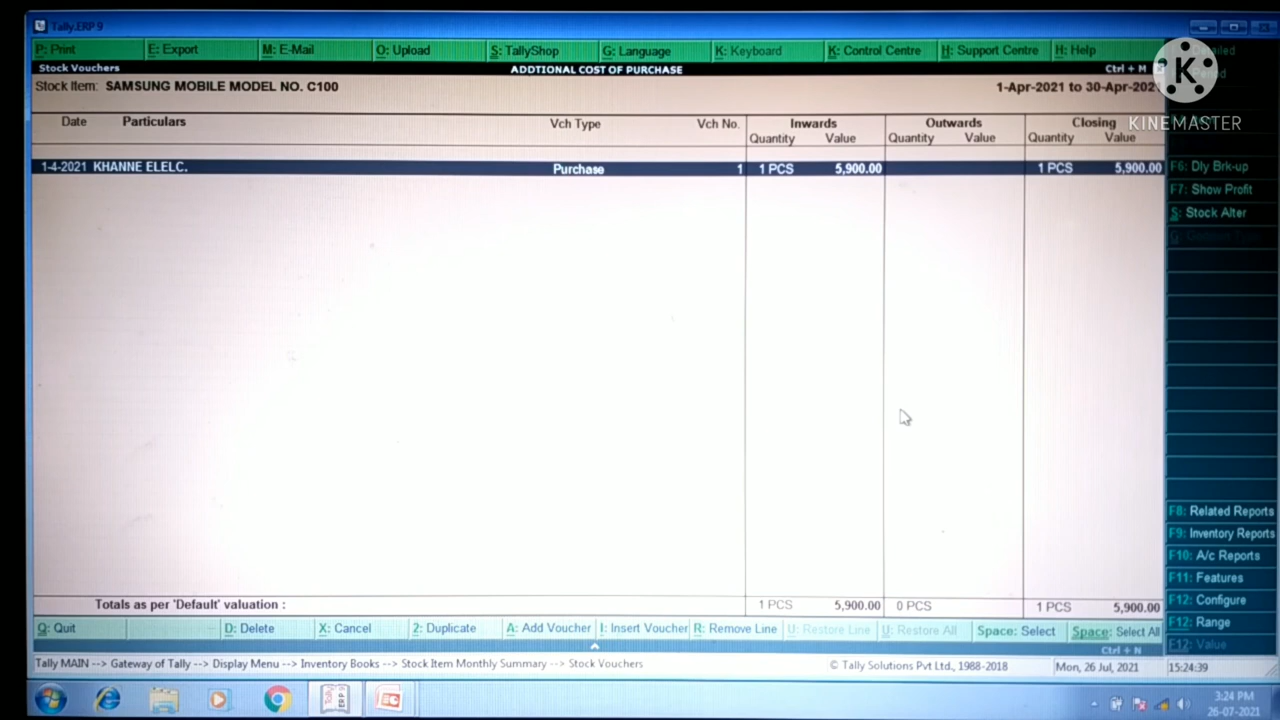 Tally.ERP 9
P: Print E: Export M: E-Mail O: Upload S: TallyShop G: Language K: Keyboard K: Control Centre H: Support Centre H: Help
Stock Vouchers ADDTIONAL COST OF PURCHASE Ctrl + M
Stock Item: SAMSUNG MOBILE MODEL NO. C100 1-Apr-2021 to 30-Apr-2021
K
KINEMASTER
Date Particulars Vch Type Vch No. Inwards Outwards Closing
Quantity Value Quantity Value Quantity Value
1-4-2021 KHANNE ELELC. Purchase 1 1 PCS 5,900.00 1 PCS 5,900.00
F6: Dly Brk-up
F7: Show Profit
S: Stock Alter
F8: Related Reports
F9: Inventory Reports
F10: A/c Reports
F11: Features
F12: Configure
F12: Range
F12: Value
Totals as per 'Default' valuation : 1 PCS 5,900.00 0 PCS 1 PCS 5,900.00
Q: Quit D: Delete X: Cancel 2: Duplicate A: Add Voucher I: Insert Voucher R: Remove Line U: Restore Line U: Restore All Space: Select Space: Select All
Ctrl + N
Tally MAIN --> Gateway of Tally --> Display Menu --> Inventory Books --> Stock Item Monthly Summary --> Stock Vouchers © Tally Solutions Pvt Ltd., 1988-2018 Mon, 26 Jul, 2021 15:24:39
3:24 PM
26-07-2021